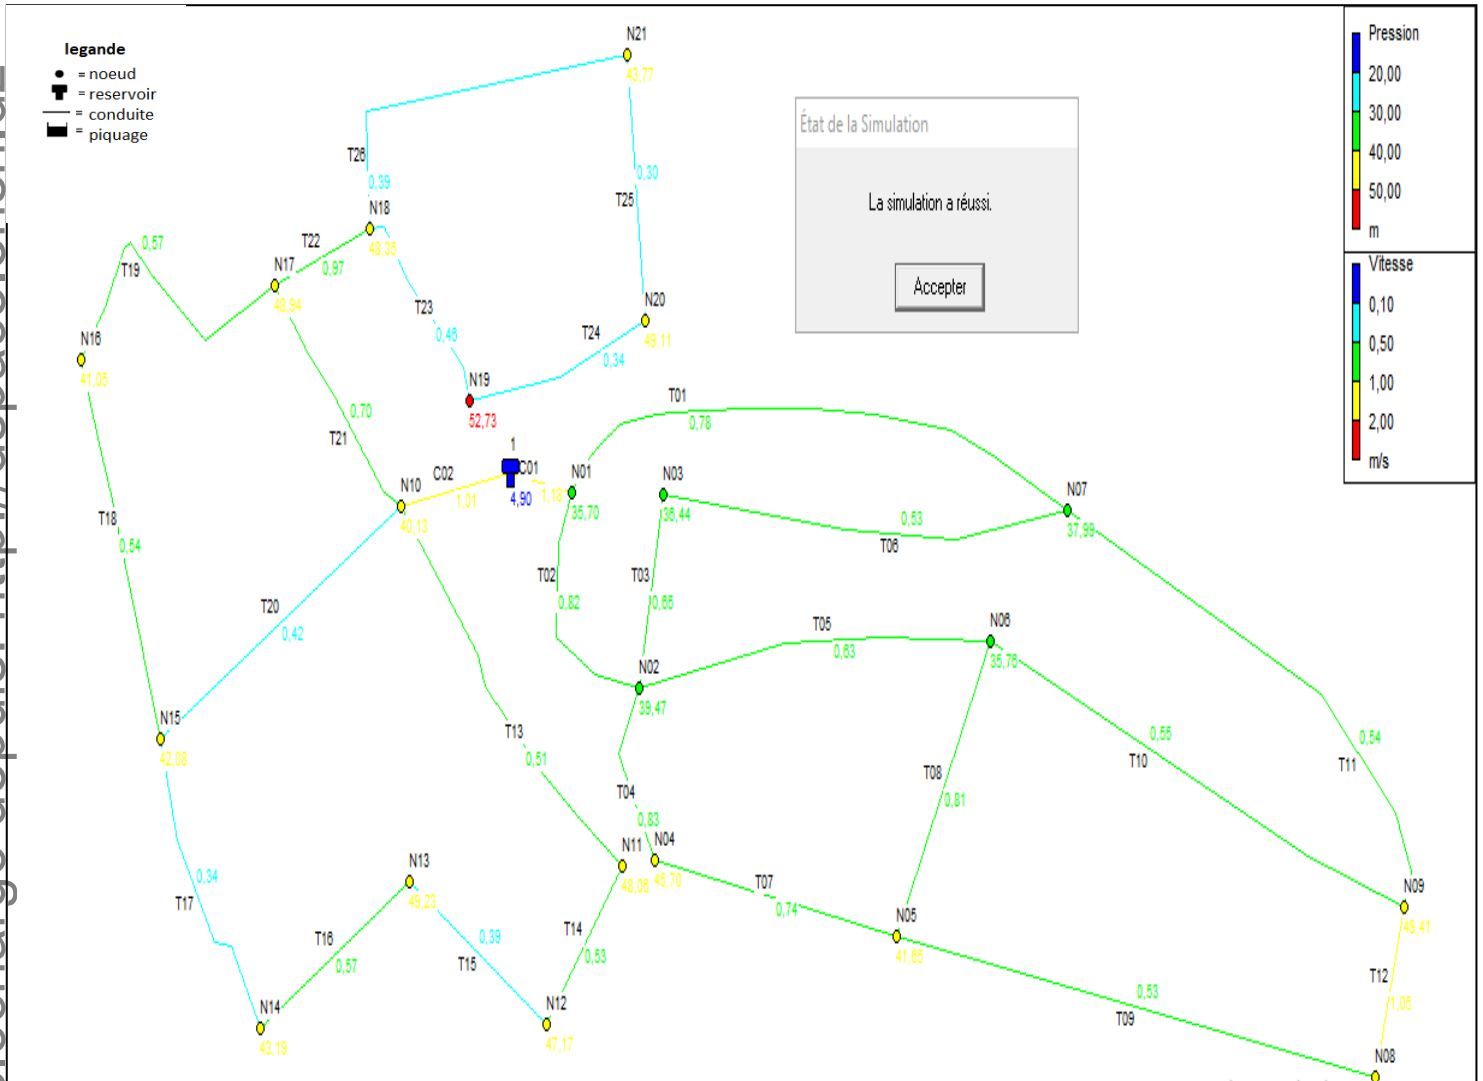 legande
= noeud
= reservoir
= conduite
= piquage
État de la Simulation
La simulation a réussi.
Accepter
Pression
20,00
30,00
40,00
50,00
m
Vitesse
0,10
0,50
1,00
2,00
m/s
N21
43,77
T26
0,39
T25
0,30
N18
48,35
T22
0,97
N17
48,94
0,57
T19
N16
41,06
T23
0,46
T24
0,34
N20
49,11
N19
52,73
T21
0,70
T01
0,78
1
C01
4,90
1,18
C02
1,01
N10
40,13
N01
35,70
N03
36,44
N07
37,99
0,53
T06
T18
0,54
T20
0,42
T02
0,82
T03
0,65
T05
0,63
N06
35,76
N02
39,47
N15
42,08
T13
0,51
T04
0,83
T08
0,81
0,55
T10
0,54
T11
T17
0,34
N13
49,23
N11
48,06
N04
45,70
T07
0,74
N05
41,65
N09
49,41
T16
0,57
0,39
T15
T14
0,53
T12
1,05
0,53
T09
N14
43,19
N12
47,17
N08